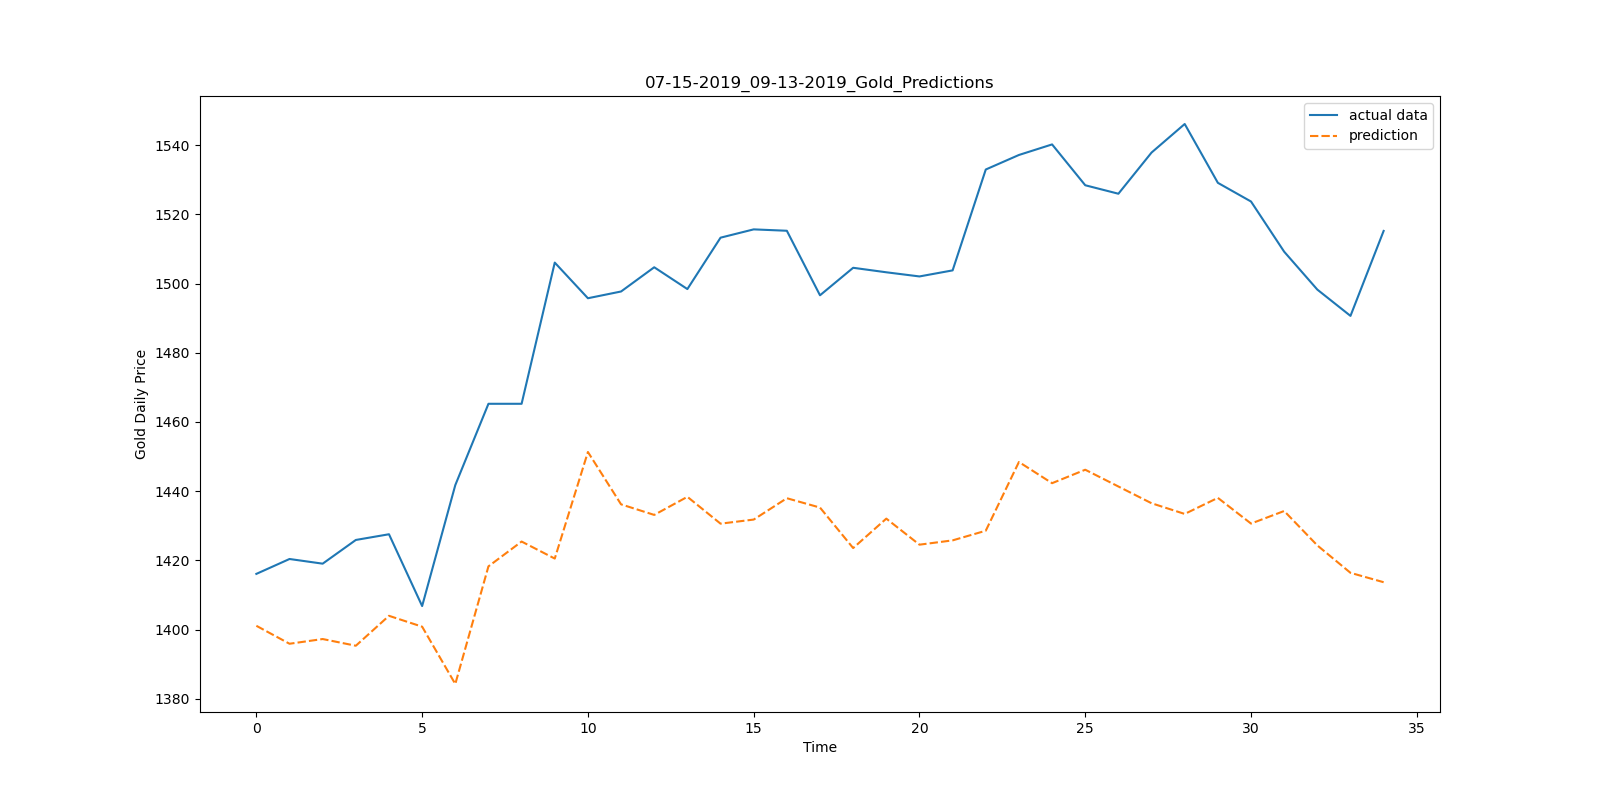 07-15-2019_09-13-2019_Gold_Predictions
actual data
prediction
Gold Daily Price
1540
1520
1500
1480
1460
1440
1420
1400
1380
0 5 10 15 20 25 30 35
Time